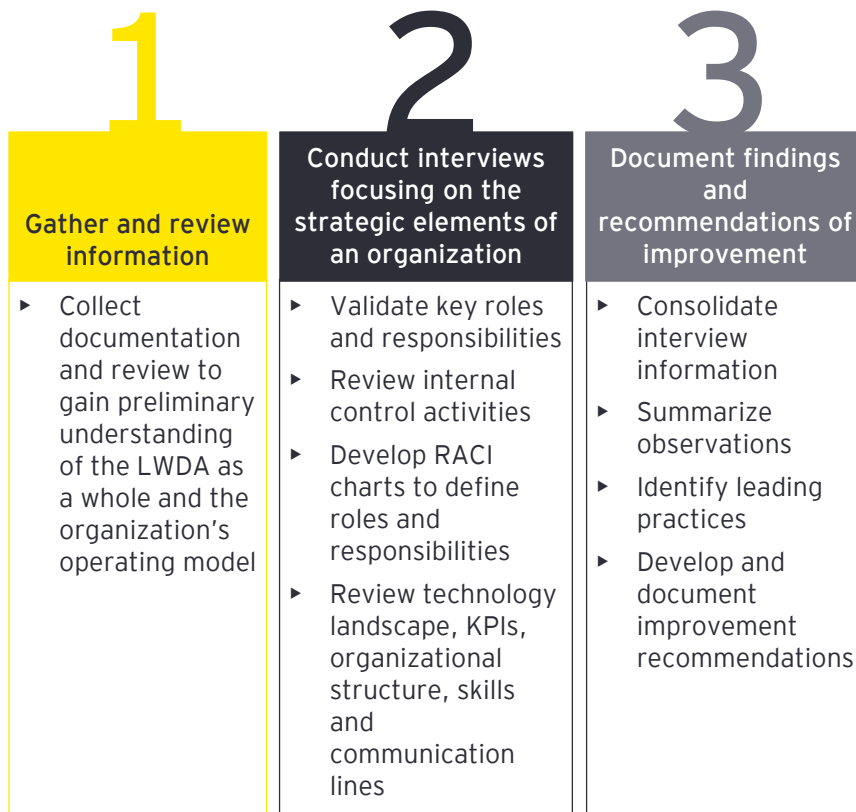 1
Gather and review
information
▸ Collect
documentation
and review to
gain preliminary
understanding
of the LWDA as
a whole and the
organization’s
operating model
2
Conduct interviews
focusing on the
strategic elements of
an organization
▸ Validate key roles
and responsibilities
▸ Review internal
control activities
▸ Develop RACI
charts to define
roles and
responsibilities
▸ Review technology
landscape, KPIs,
organizational
structure, skills
and
communication
lines
3
Document findings
and
recommendations of
improvement
▸ Consolidate
interview
information
▸ Summarize
observations
▸ Identify leading
practices
▸ Develop and
document
improvement
recommendations